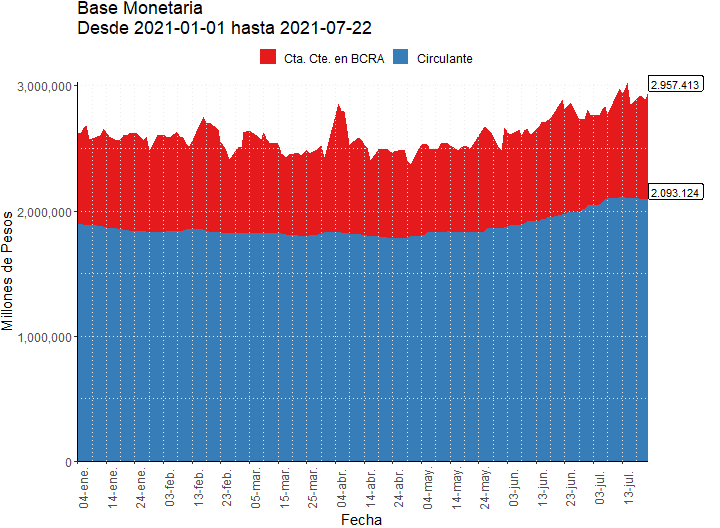 Base Monetaria
Desde 2021-01-01 hasta 2021-07-22
Cta. Cte. en BCRA
Circulante
3,000,000
2,000,000
1,000,000
0
Millones de Pesos
2.957.413
2.093.124
04-ene.
14-ene.
24-ene.
03-feb.
13-feb.
23-feb.
05-mar.
15-mar.
25-mar.
04-abr.
14-abr.
24-abr.
04-may.
14-may.
24-may.
03-jun.
13-jun.
23-jun.
03-jul.
13-jul.
Fecha